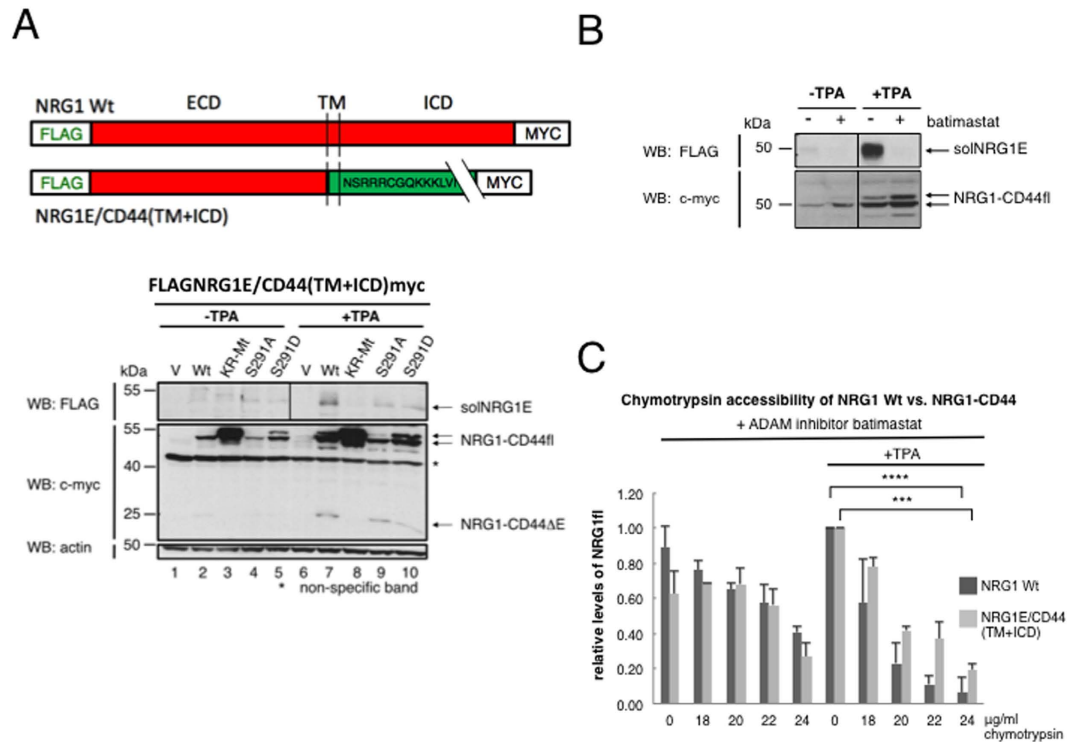 A
NRG1 Wt ECD TM ICD
FLAG MYC
FLAG NSRRRCGQKKKLVI MYC
NRG1E/CD44(TM+ICD)
FLAGNRG1E/CD44(TM+ICD)myc
-TPA +TPA
kDa V Wt KR-Mt S291A S291D V Wt KR-Mt S291A S291D
WB: FLAG 55 solNRG1E
55 NRG1-CD44fl
40 *
WB: c-myc
25 NRG1-CD44ΔE
WB: actin 50
1 2 3 4 5 6 7 8 9 10
* non-specific band
B
-TPA +TPA
kDa - + - + batimastat
WB: FLAG 50 solNRG1E
WB: c-myc 50 NRG1-CD44fl
C
Chymotrypsin accessibility of NRG1 Wt vs. NRG1-CD44
+ ADAM inhibitor batimastat
+TPA
****
***
relative levels of NRG1fl
1.20
1.00
0.80
0.60
0.40
0.20
0.00
NRG1 Wt
NRG1E/CD44
(TM+ICD)
0 18 20 22 24 0 18 20 22 24 µg/ml
chymotrypsin